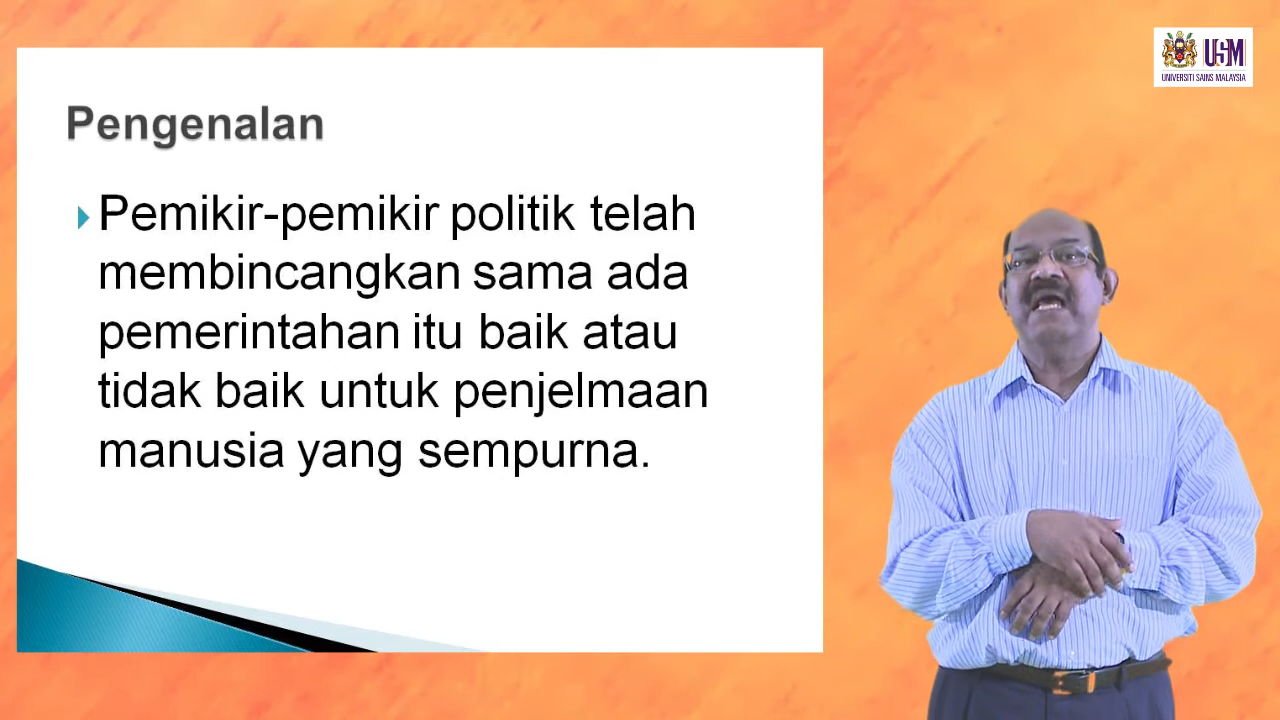 USM
UNIVERSITI SAINS MALAYSIA
Pengenalan
Pemikir-pemikir politik telah
membincangkan sama ada
pemerintahan itu baik atau
tidak baik untuk penjelmaan
manusia yang sempurna.